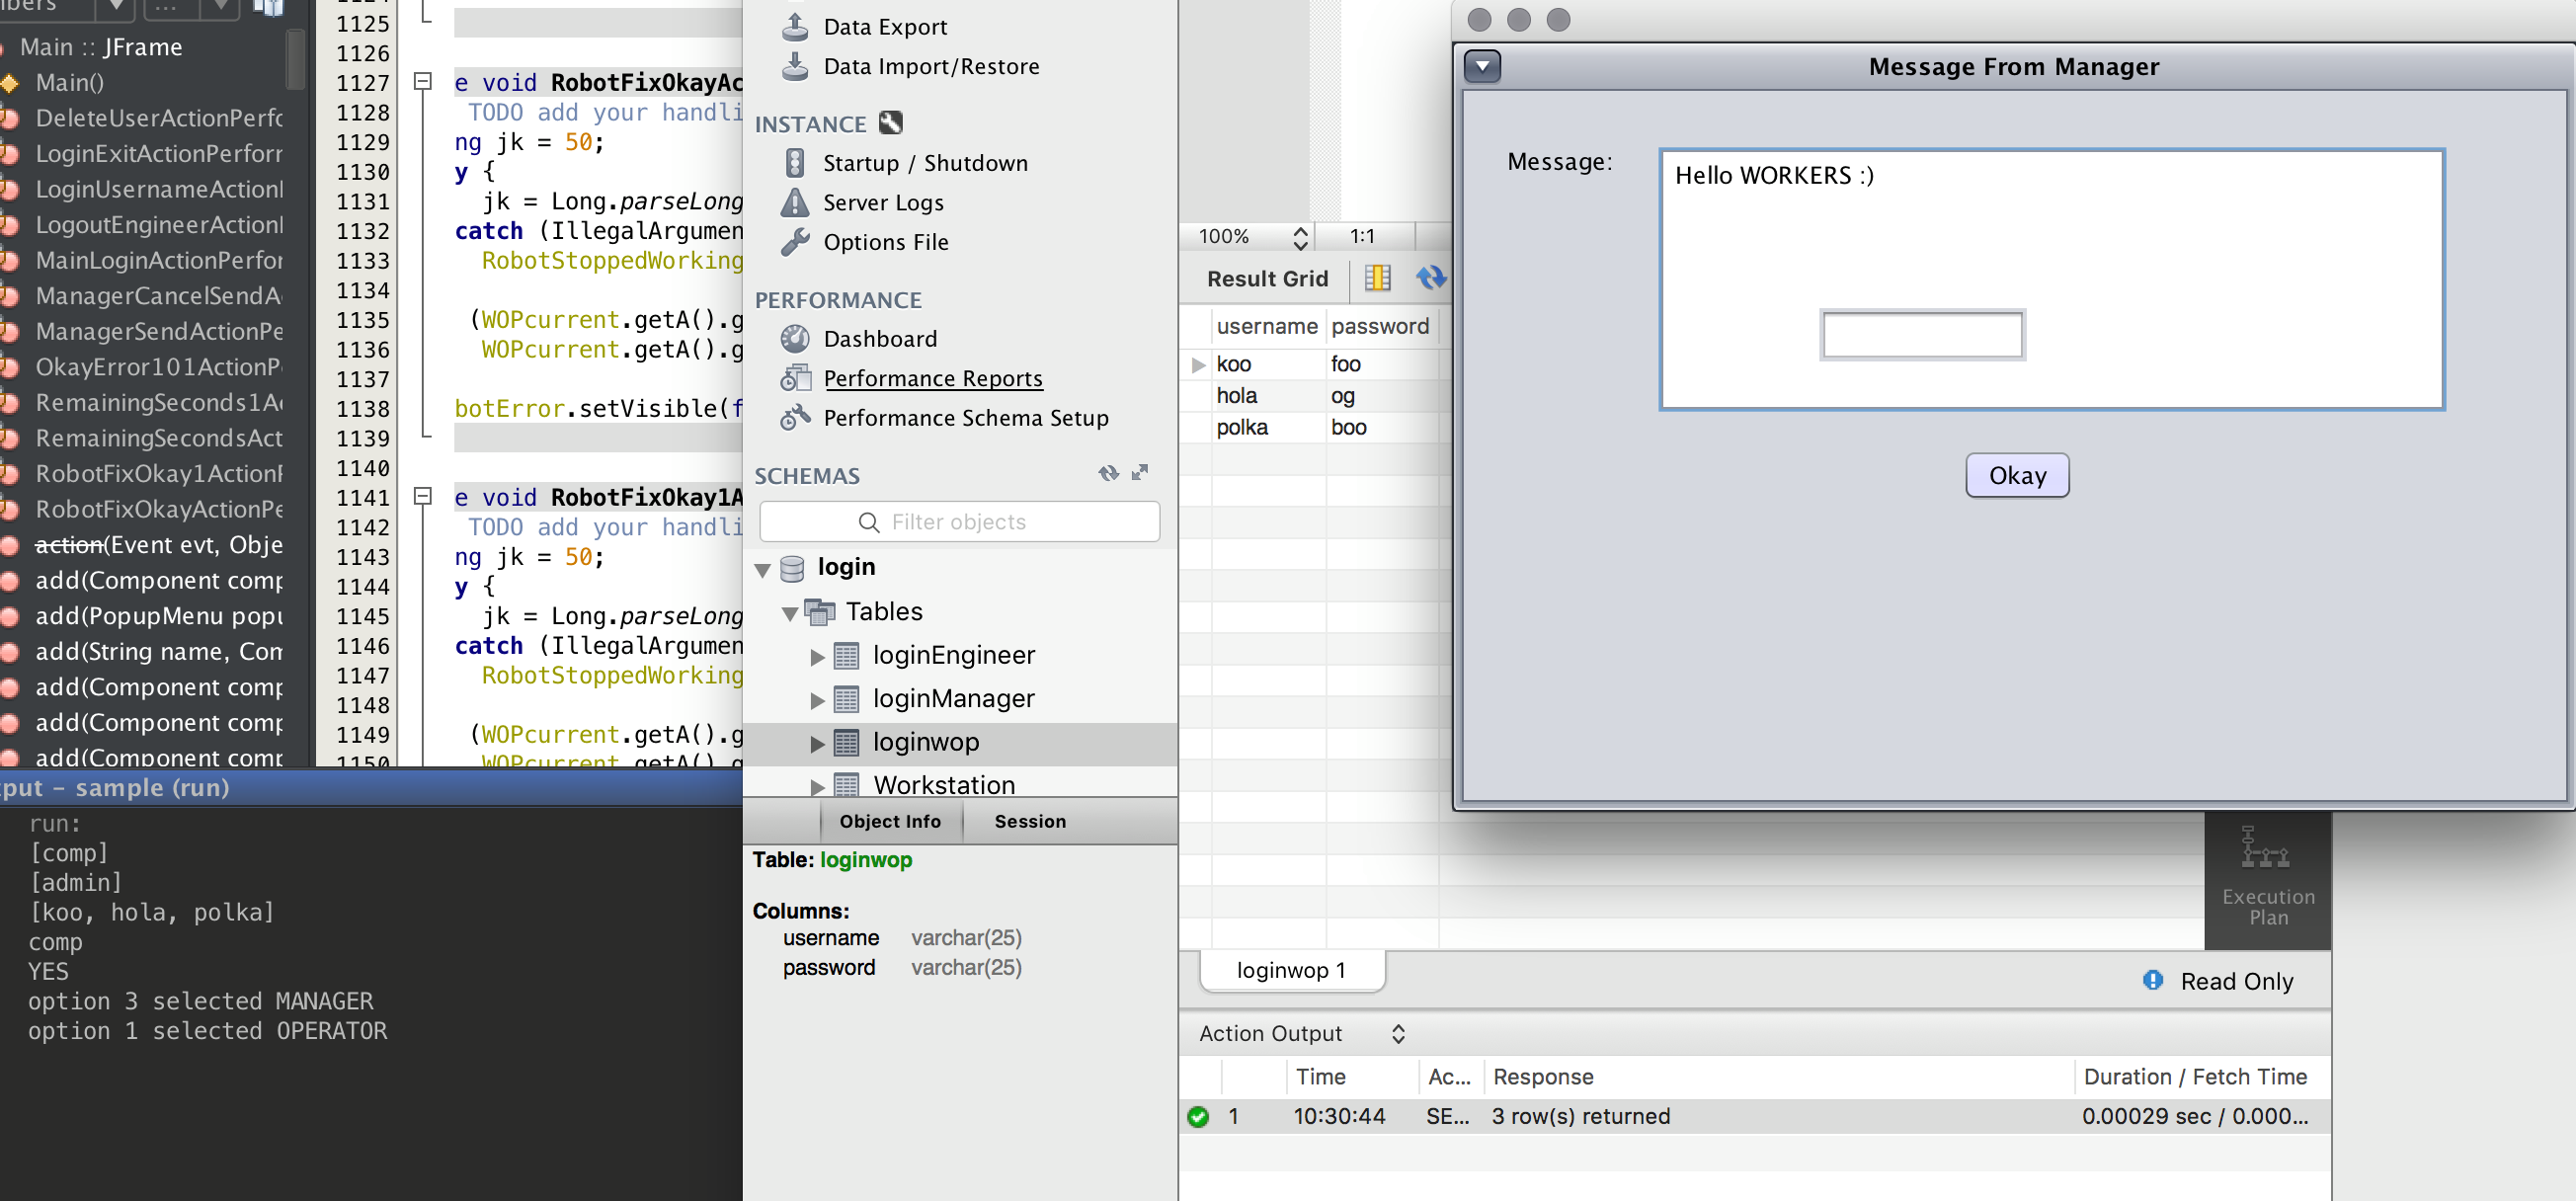 Main :: JFrame
Main()
DeleteUserActionPerfo
LoginExitActionPerforr
LoginUsernameAction
LogoutEngineerAction
MainLoginActionPerfor
ManagerCancelSendA
ManagerSendActionPe
OkayError101ActionP
RemainingSeconds1A
RemainingSecondsAct
RobotFixOkay1Action
RobotFixOkayActionPe
action(Event evt, Obje
add(Component comp
add(PopupMenu popu
add(String name, Com
add(Component comp
add(Component comp
add(Component comp
1125
1126
1127 e void RobotFixOkayAc
1128 TODO add your handli
1129 ng jk = 50;
1130 y {
1131 jk = Long.parseLong
1132 catch (IllegalArgumen
1133 RobotStoppedWorking
1134
1135 (WOPcurrent.getA().g
1136 WOPcurrent.getA().g
1137
1138 botError.setVisible(f
1139
1140
1141 e void RobotFixOkay1A
1142 TODO add your handli
1143 ng jk = 50;
1144 y {
1145 jk = Long.parseLong
1146 catch (IllegalArgumen
1147 RobotStoppedWorking
1148
1149 (WOPcurrent.getA().g
1150 WOPcurrent.getA().g
put - sample (run)
run:
[comp]
[admin]
[koo, hola, polka]
comp
YES
option 3 selected MANAGER
option 1 selected OPERATOR
Data Export
Data Import/Restore
INSTANCE
Startup / Shutdown
Server Logs
Options File
PERFORMANCE
Dashboard
Performance Reports
Performance Schema Setup
SCHEMAS
Filter objects
login
Tables
loginEngineer
loginManager
loginwop
Workstation
Object Info Session
Table: loginwop
Columns:
username varchar(25)
password varchar(25)
100% 1:1
Result Grid
username password
koo foo
hola og
polka boo
Execution
Plan
loginwop 1
Read Only
Action Output
Time Ac... Response Duration / Fetch Time
1 10:30:44 SE... 3 row(s) returned 0.00029 sec / 0.000...
Message From Manager
Message:
Hello WORKERS :)
Okay